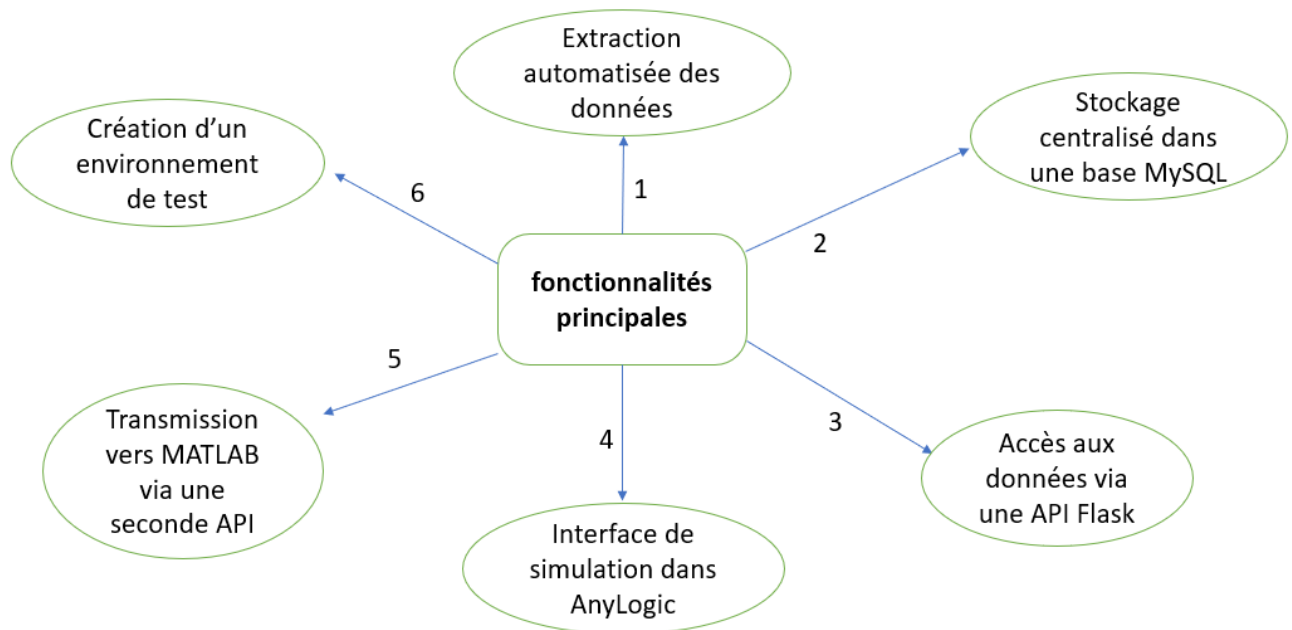 fonctionnalités
principales
1
Extraction
automatisée des
données
2
Stockage
centralisé dans
une base MySQL
3
Accès aux
données via
une API Flask
4
Interface de
simulation dans
AnyLogic
5
Transmission
vers MATLAB
via une
seconde API
6
Création d’un
environnement
de test